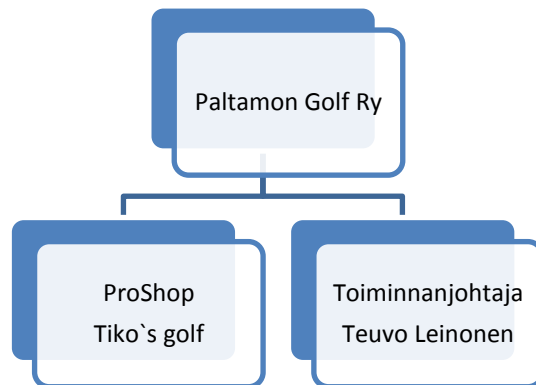 Paltamon Golf Ry
ProShop
Tiko`s golf
Toiminnanjohtaja
Teuvo Leinonen